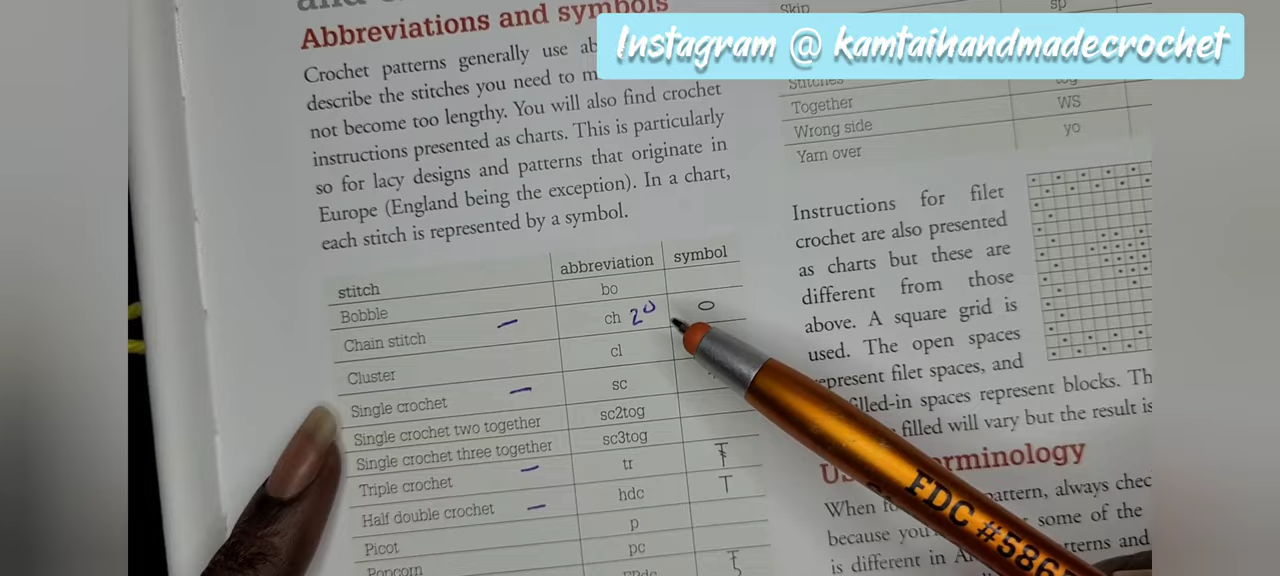 Instagram @ kamtaihandmadecrochet
Abbreviations and symbols
Crochet patterns generally use
describe the stitches you need to
not become too lengthy. You will also find crochet
instructions presented as charts. This is particularly
so for lacy designs and patterns that originate in
Europe (England being the exception). In a chart,
each stitch is represented by a symbol.
stitch abbreviation symbol
Bobble bo
Chain stitch ch 20
Cluster cl
Single crochet sc
Single crochet two together sc2tog
Single crochet three together sc3tog
Triple crochet tr
Half double crochet hdc
Picot p
Popcorn pc
Skip sp
Stitches
Together tog
Wrong side WS
Yarn over yo
Instructions for filet
crochet are also presented
as charts but these are
different from those
above. A square grid is
used. The open spaces
represent filet spaces, and
filled-in spaces represent blocks.
filled will vary but the result is
terminology
When pattern, always
because you some of the
is different in patterns and
FDC #586